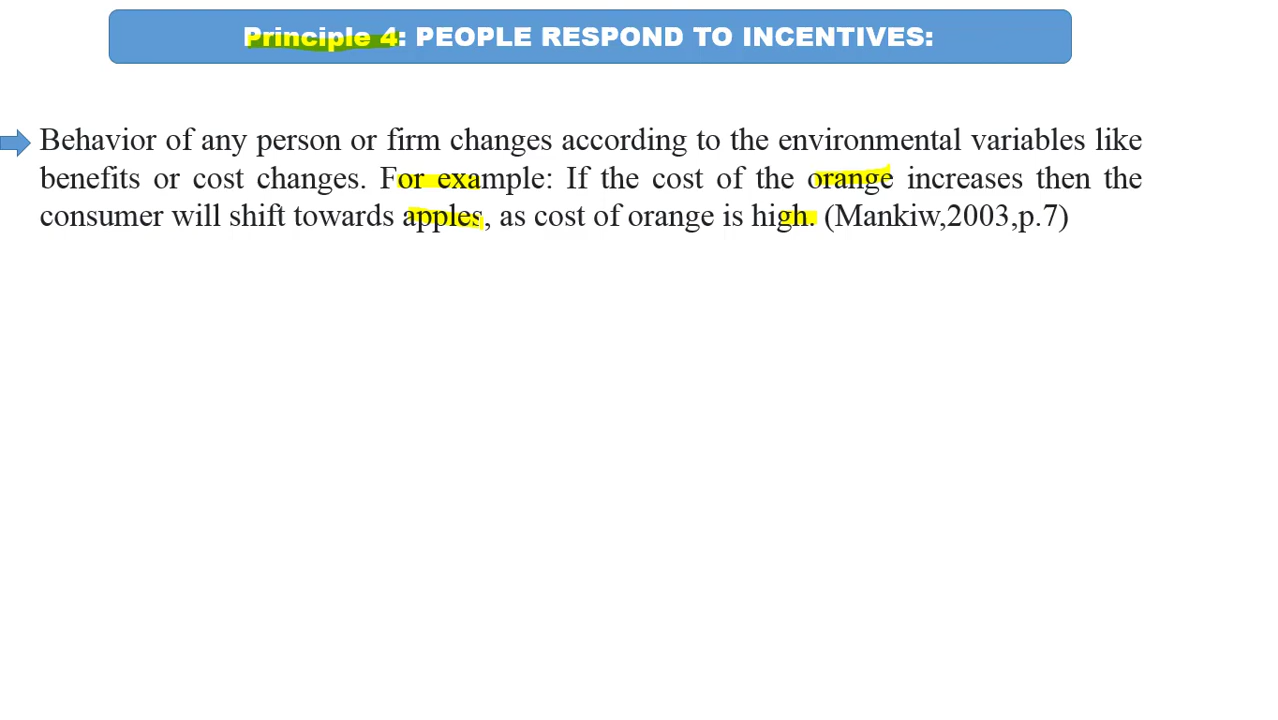 Principle 4: PEOPLE RESPOND TO INCENTIVES:
Behavior of any person or firm changes according to the environmental variables like
benefits or cost changes. For example: If the cost of the orange increases then the
consumer will shift towards apples, as cost of orange is high. (Mankiw,2003,p.7)